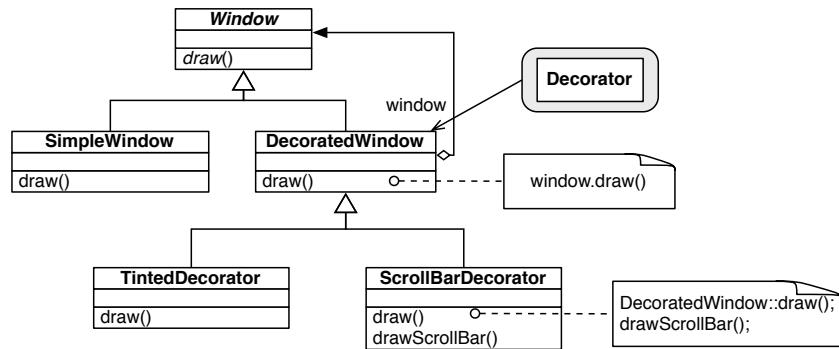 Window
draw()
Decorator
window
SimpleWindow
draw()
DecoratedWindow
draw()
window.draw()
TintedDecorator
draw()
ScrollBarDecorator
draw()
drawScrollBar()
DecoratedWindow::draw();
drawScrollBar();